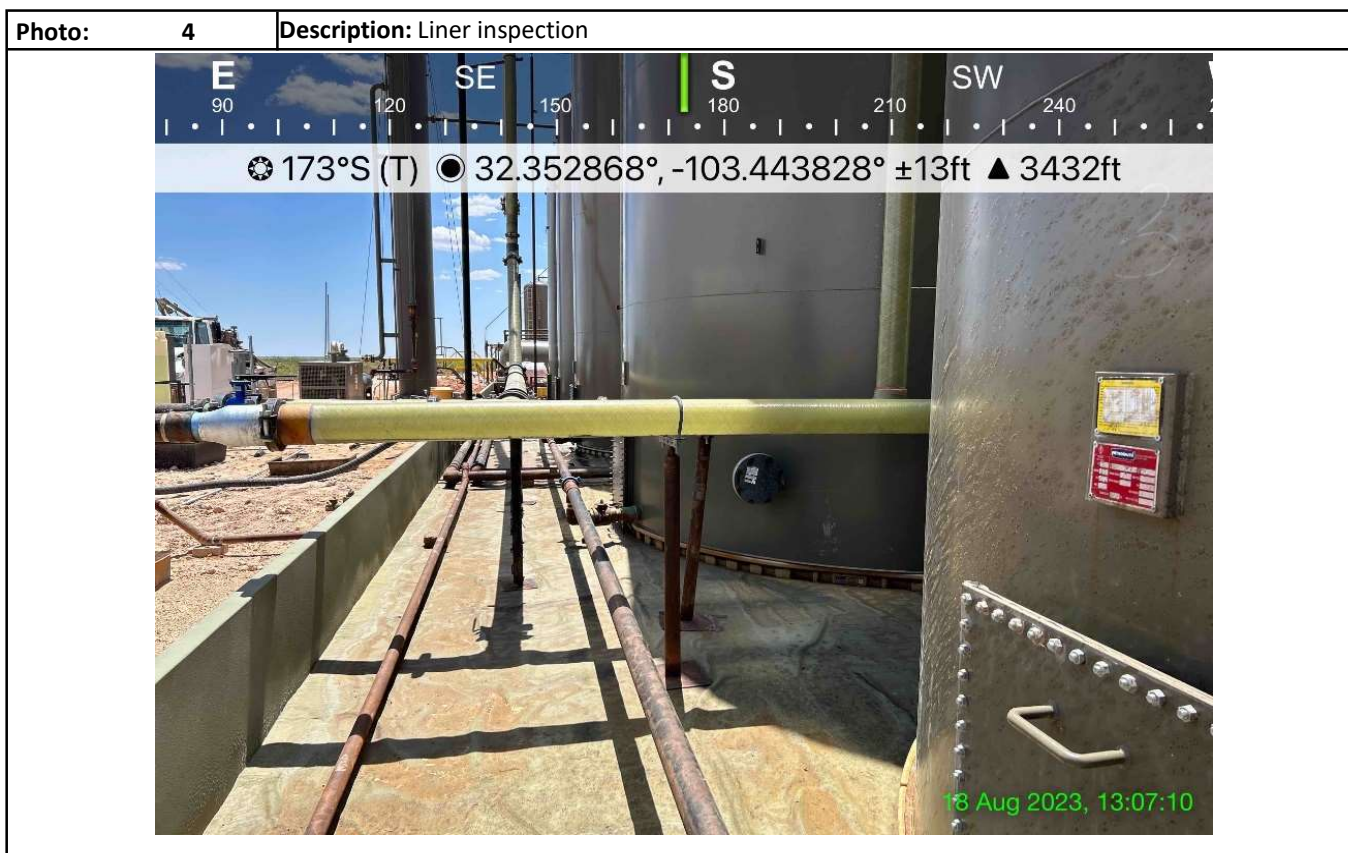 Photo: 4 Description: Liner inspection
E SE S SW
90 120 150 180 210 240
173°S (T) 32.352868°, -103.443828° ±13ft ▲ 3432ft
3
18 Aug 2023, 13:07:10